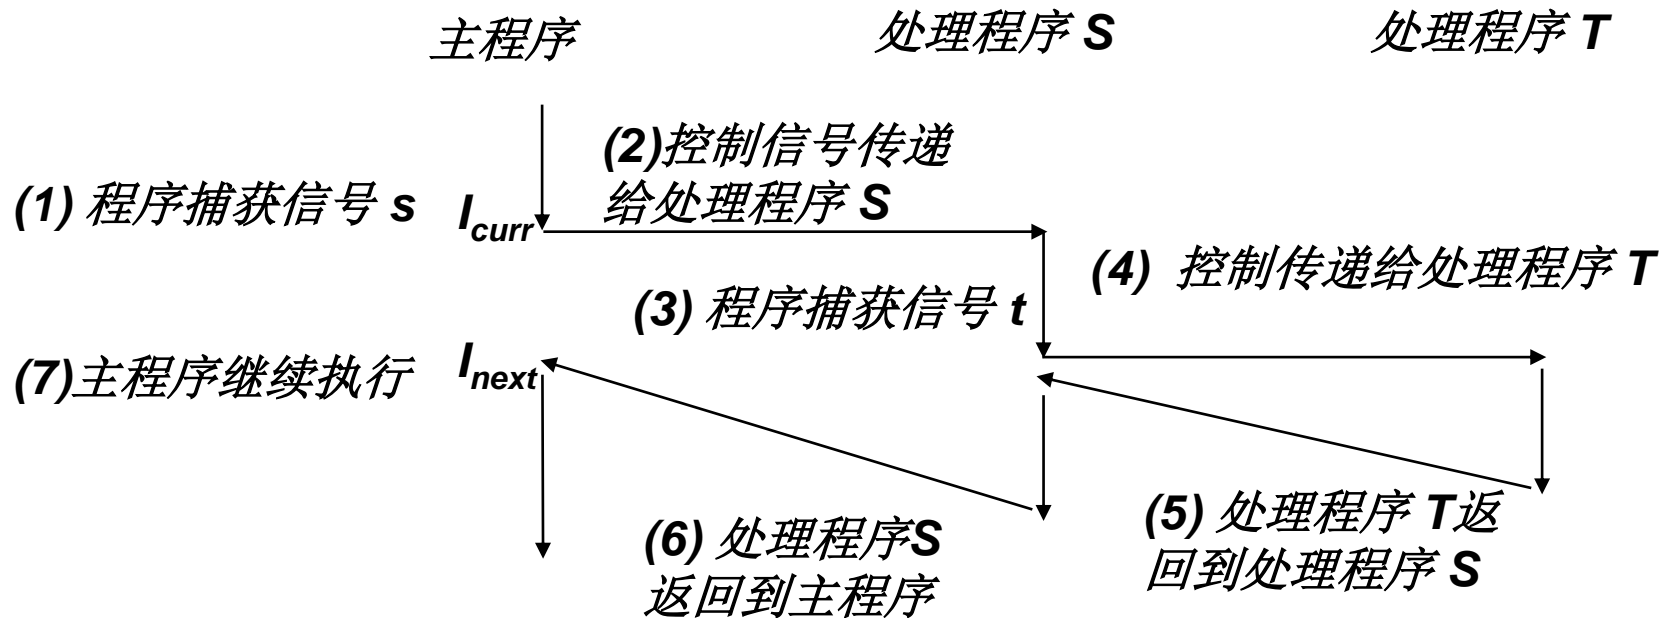 主程序
处理程序 S
处理程序 T
(2)控制信号传递
给处理程序 S
(1) 程序捕获信号 s
Icurr
(4) 控制传递给处理程序 T
(3) 程序捕获信号 t
(7)主程序继续执行
Inext
(5) 处理程序 T返
回到处理程序 S
(6) 处理程序S
返回到主程序